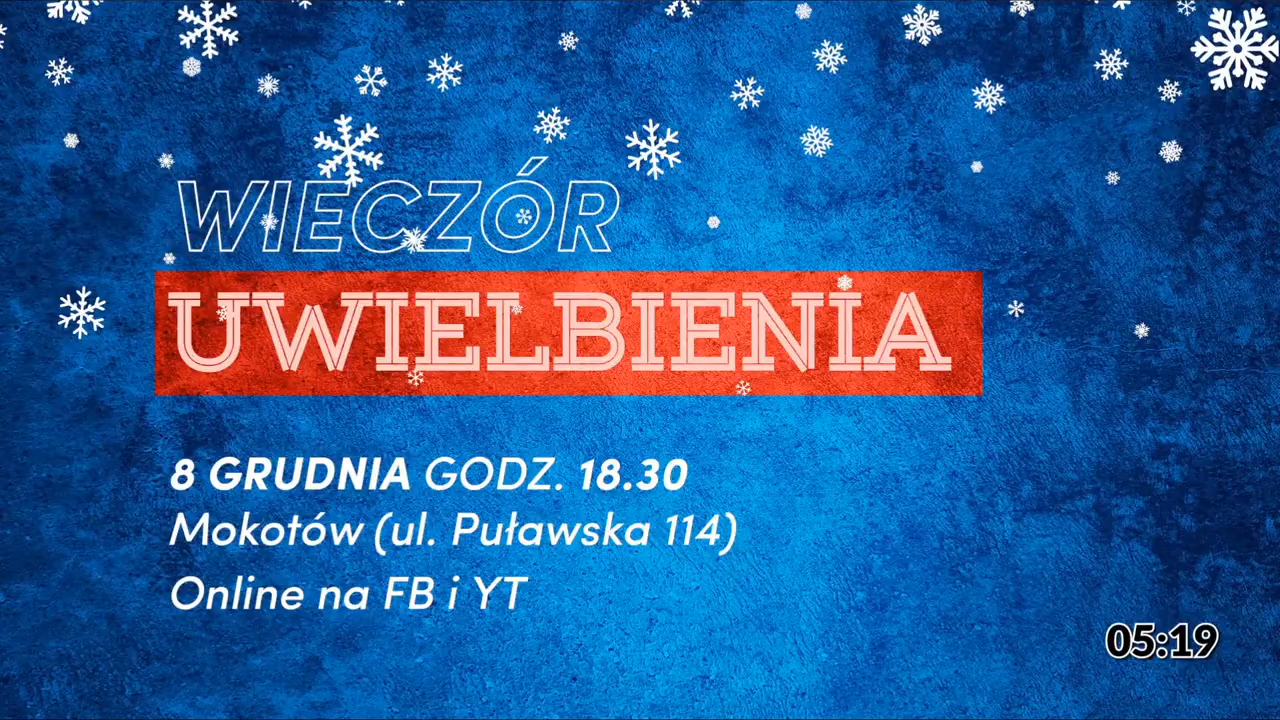 WIECZÓR
UWIELBIENIA
8 GRUDNIA GODZ. 18.30
Mokotów (ul. Puławska 114)
Online na FB i YT
05:19